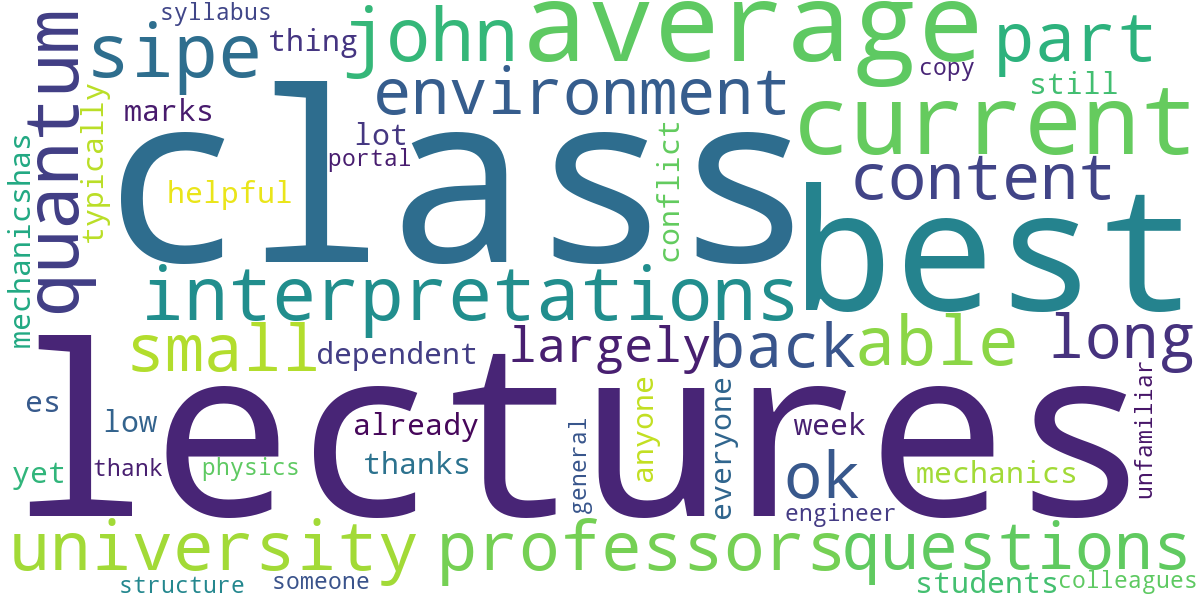 syllabus
sipe
thing
john
average
part
copy
still
quantum
typically
marks
environment
current
mechanicshas
lot
portal
class
conflict
content
helpful
best
interpretations
small
dependent
largely
back
able
long
es
low
already
lectures
anyone
everyone
week
unfamiliar
yet
thank
physics
thanks
general
ok
mechanics
engineer
university
professors
questions
structure
someone
students
colleagues